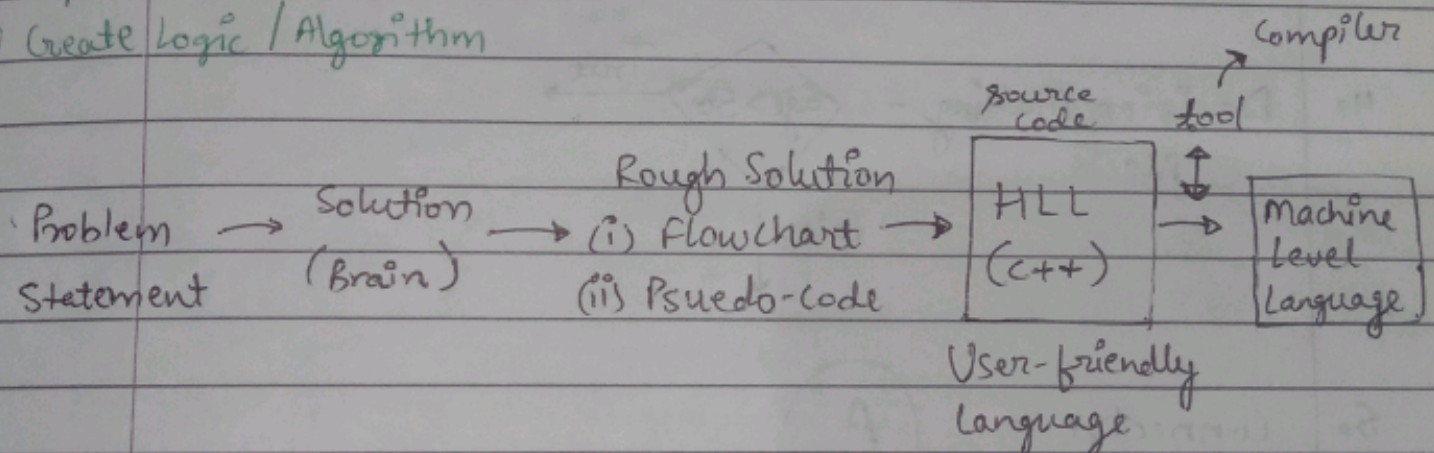 Create Logic / Algorithm
Compiler
source
code
tool
Rough Solution
Problem → Solution → (i) Flowchart → HLL → Machine
Statement (Brain) (ii) Psuedo-code (C++) Level
Language
User-friendly
Language